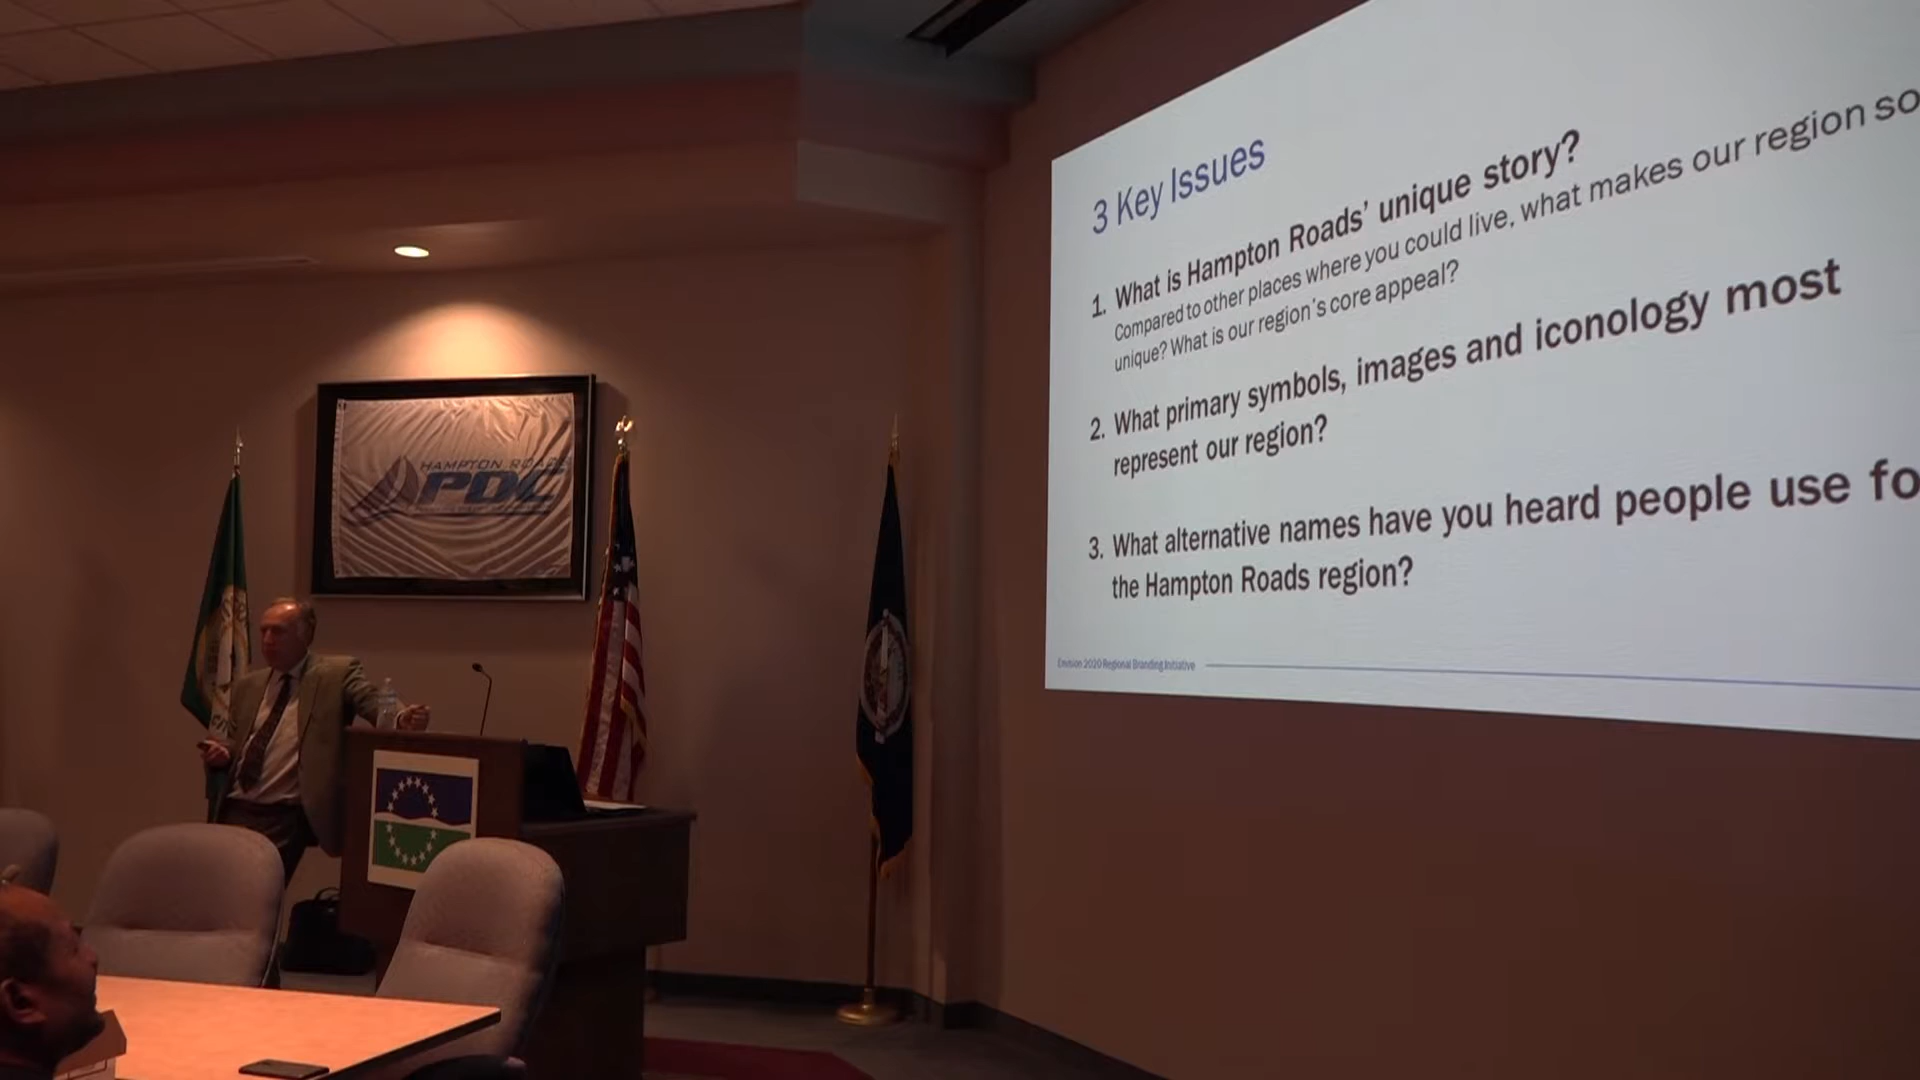 3 Key Issues
1. What is Hampton Roads' unique story?
Compared to other places where you could live, what makes our region so
unique? What is our region's core appeal?
2. What primary symbols, images and iconology most
represent our region?
3. What alternative names have you heard people use fo
the Hampton Roads region?
Envision 2020 Regional Branding Initiative
HAMPTON ROADS
PDC